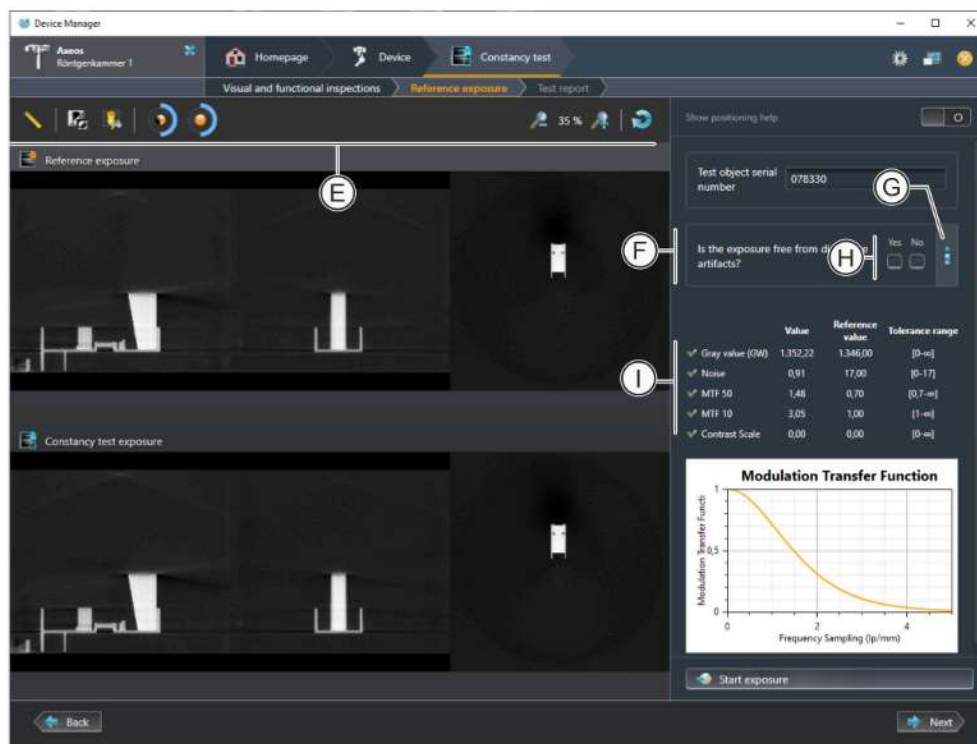 Device Manager
Axeos
Röntgenkammer 1
Homepage
Device
Constancy test
Visual and functional inspections
Reference exposure
Test report
35 %
Show positioning help
O
Reference exposure
E
Test object serial
number
078330
G
F
Is the exposure free from
artifacts?
H
Yes No
Value Reference
value Tolerance range
I
Gray value (GW) 1.352,22 1.346,00 [0-∞]
Noise 0,91 17,00 [0-17]
MTF 50 1,48 0,70 [0,7-∞]
MTF 10 3,05 1,00 [1-∞]
Contrast Scale 0,00 0,00 [0-∞]
Constancy test exposure
Modulation Transfer Function
Modulation Transfer Functi
1
0,5
0
0 2 4
Frequency Sampling (lp/mm)
Start exposure
Back
Next